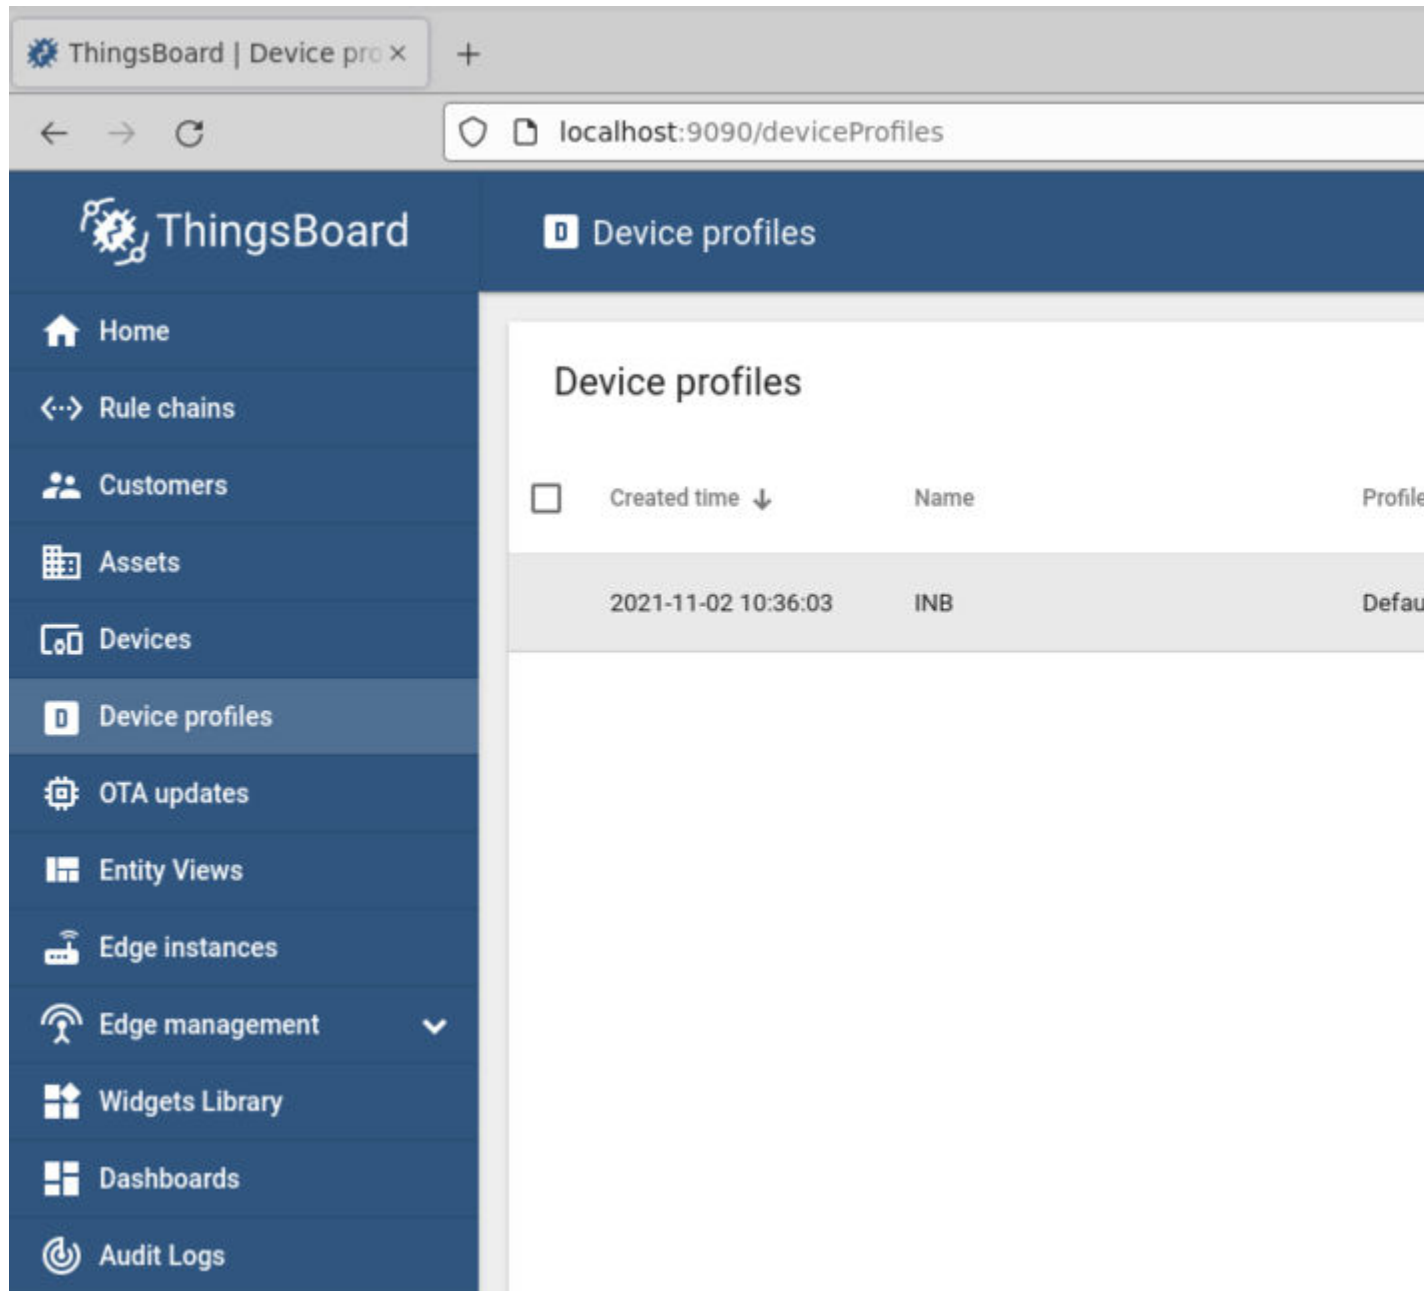 ThingsBoard | Device pro
localhost:9090/deviceProfiles
ThingsBoard
Device profiles
Home
Rule chains
Customers
Assets
Devices
Device profiles
OTA updates
Entity Views
Edge instances
Edge management
Widgets Library
Dashboards
Audit Logs
Device profiles
Created time Name Profile
2021-11-02 10:36:03 INB Defau